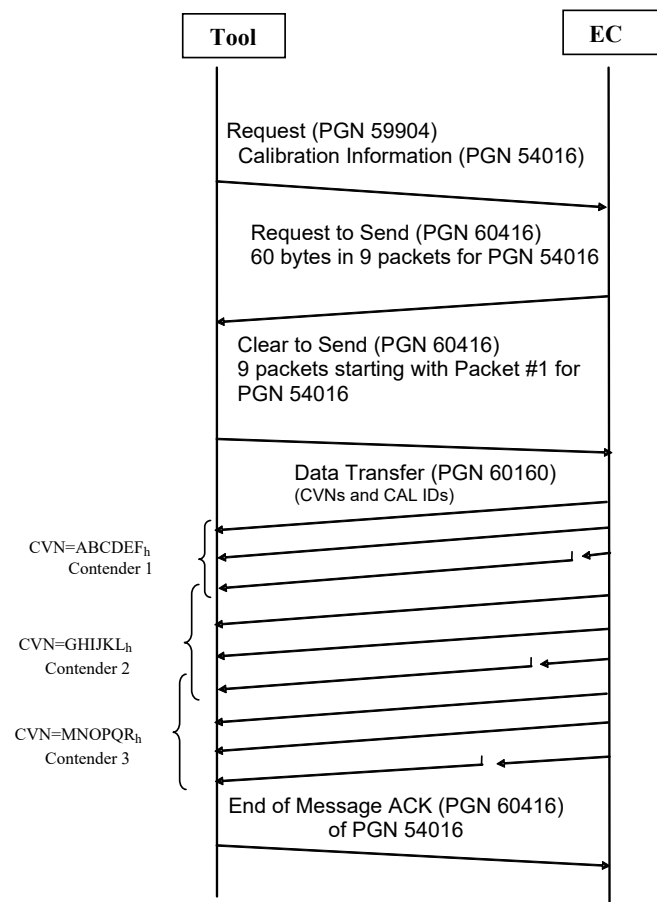 Tool
EC
Request (PGN 59904)
Calibration Information (PGN 54016)
Request to Send (PGN 60416)
60 bytes in 9 packets for PGN 54016
Clear to Send (PGN 60416)
9 packets starting with Packet #1 for
PGN 54016
Data Transfer (PGN 60160)
(CVNs and CAL IDs)
CVN=ABCDEFh
Contender 1
CVN=GHIJKLh
Contender 2
CVN=MNOPQRh
Contender 3
End of Message ACK (PGN 60416)
of PGN 54016